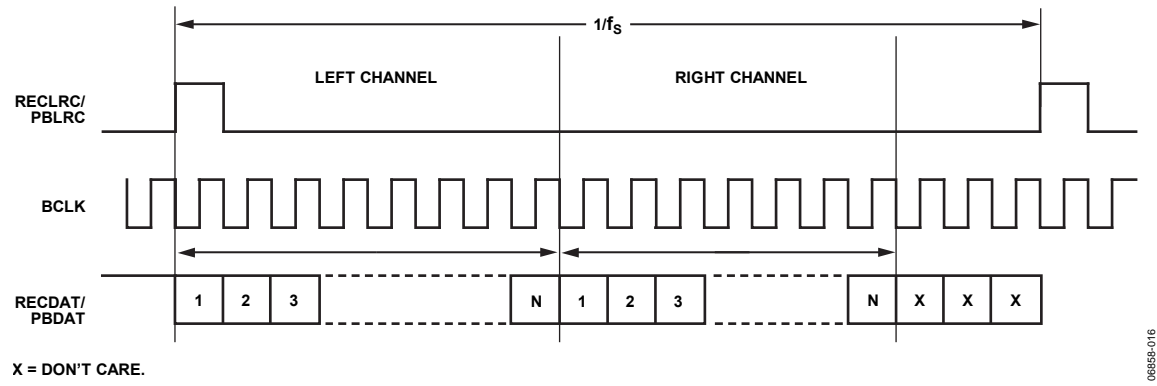 1/fS
LEFT CHANNEL RIGHT CHANNEL
RECLRC/
PBLRC
BCLK
RECDAT/
PBDAT
1 2 3 N 1 2 3 N X X X
X = DON'T CARE.
06858-016